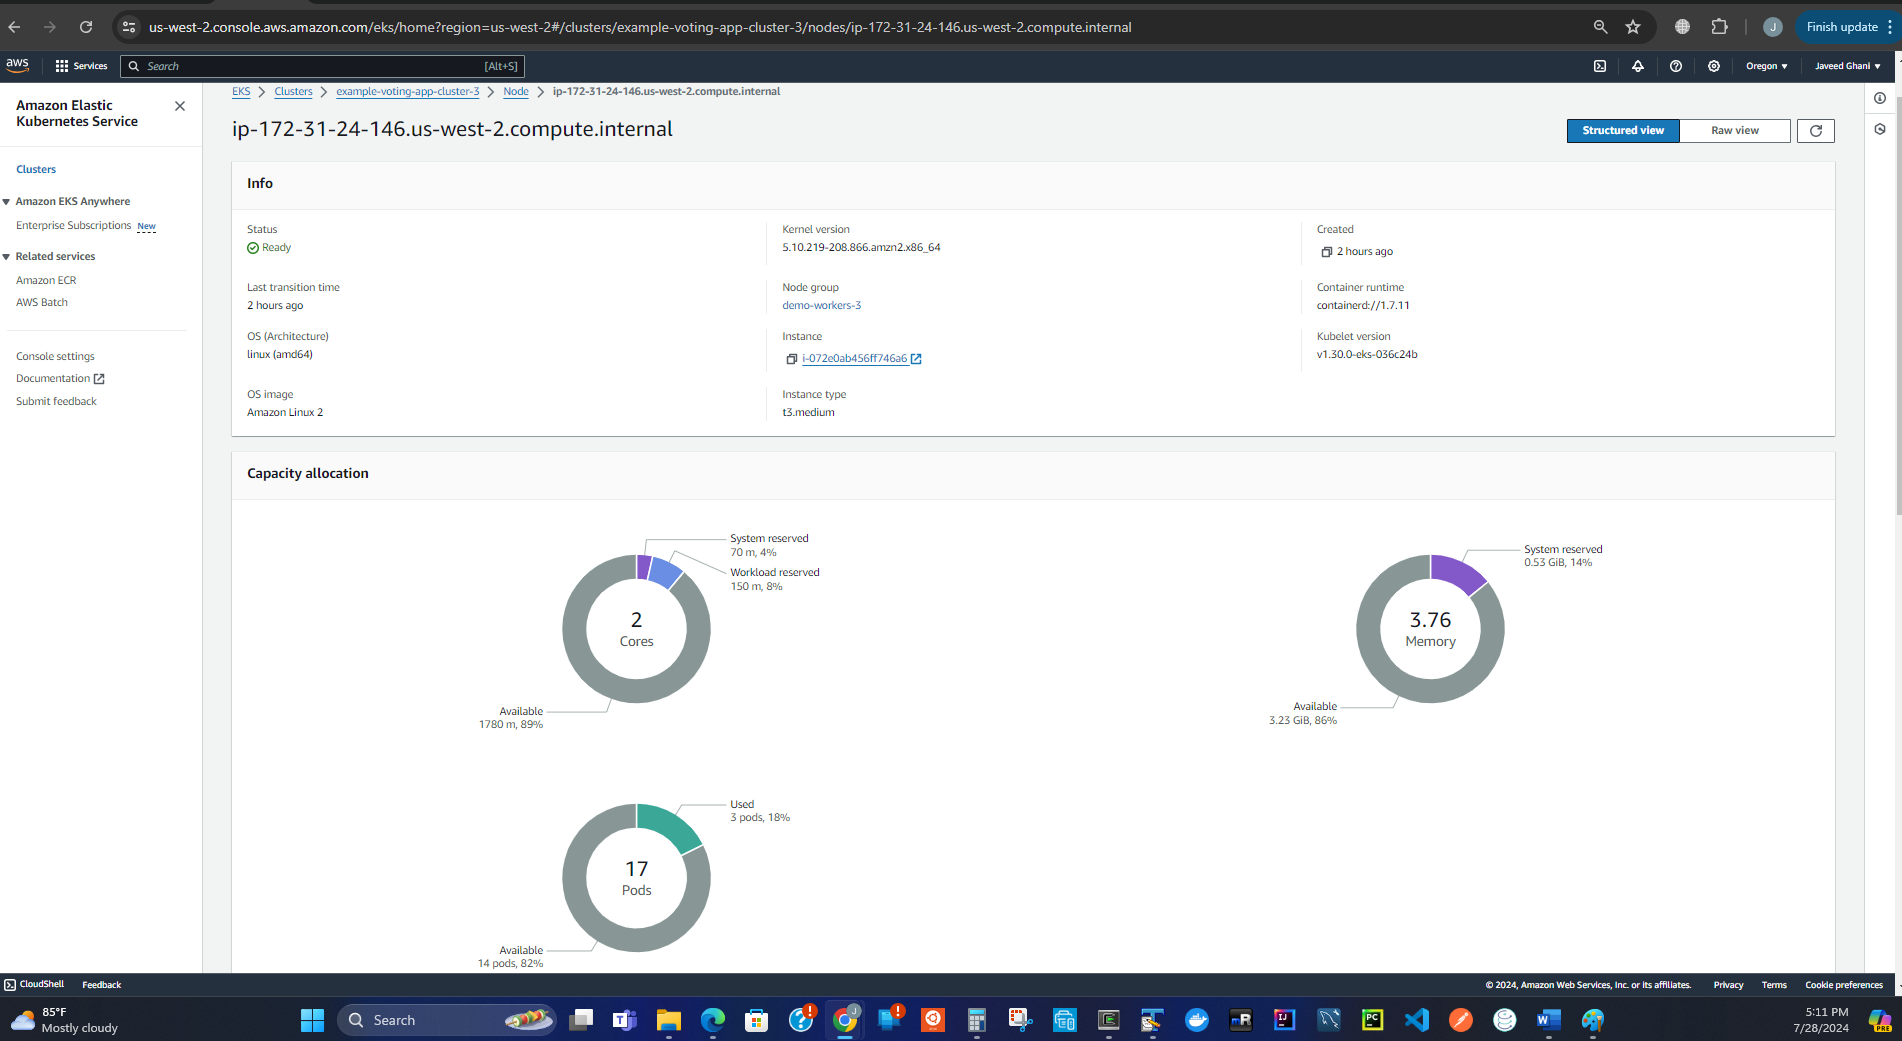 us-west-2.console.aws.amazon.com/eks/home?region=us-west-2#/clusters/example-voting-app-cluster-3/nodes/ip-172-31-24-146.us-west-2.compute.internal
J
Finish update
aws
Services
Search
[Alt+S]
Oregon
Javeed Ghani
Amazon Elastic
Kubernetes Service
Clusters
Amazon EKS Anywhere
Enterprise Subscriptions New
Related services
Amazon ECR
AWS Batch
Console settings
Documentation
Submit feedback
EKS
Clusters
example-voting-app-cluster-3
Node
ip-172-31-24-146.us-west-2.compute.internal
ip-172-31-24-146.us-west-2.compute.internal
Structured view
Raw view
Info
Status
Ready
Kernel version
5.10.219-208.866.amzn2.x86_64
Created
2 hours ago
Last transition time
2 hours ago
Node group
demo-workers-3
Container runtime
containerd://1.7.11
OS (Architecture)
linux (amd64)
Instance
i-072e0ab456ff746a6
Kubelet version
v1.30.0-eks-036c24b
OS image
Amazon Linux 2
Instance type
t3.medium
Capacity allocation
System reserved
70 m, 4%
Workload reserved
150 m, 8%
2
Cores
Available
1780 m, 89%
System reserved
0.53 GiB, 14%
3.76
Memory
Available
3.23 GiB, 86%
Used
3 pods, 18%
17
Pods
Available
14 pods, 82%
CloudShell
Feedback
© 2024, Amazon Web Services, Inc. or its affiliates.
Privacy
Terms
Cookie preferences
85°F
Mostly cloudy
Search
5:11 PM
7/28/2024
PRE